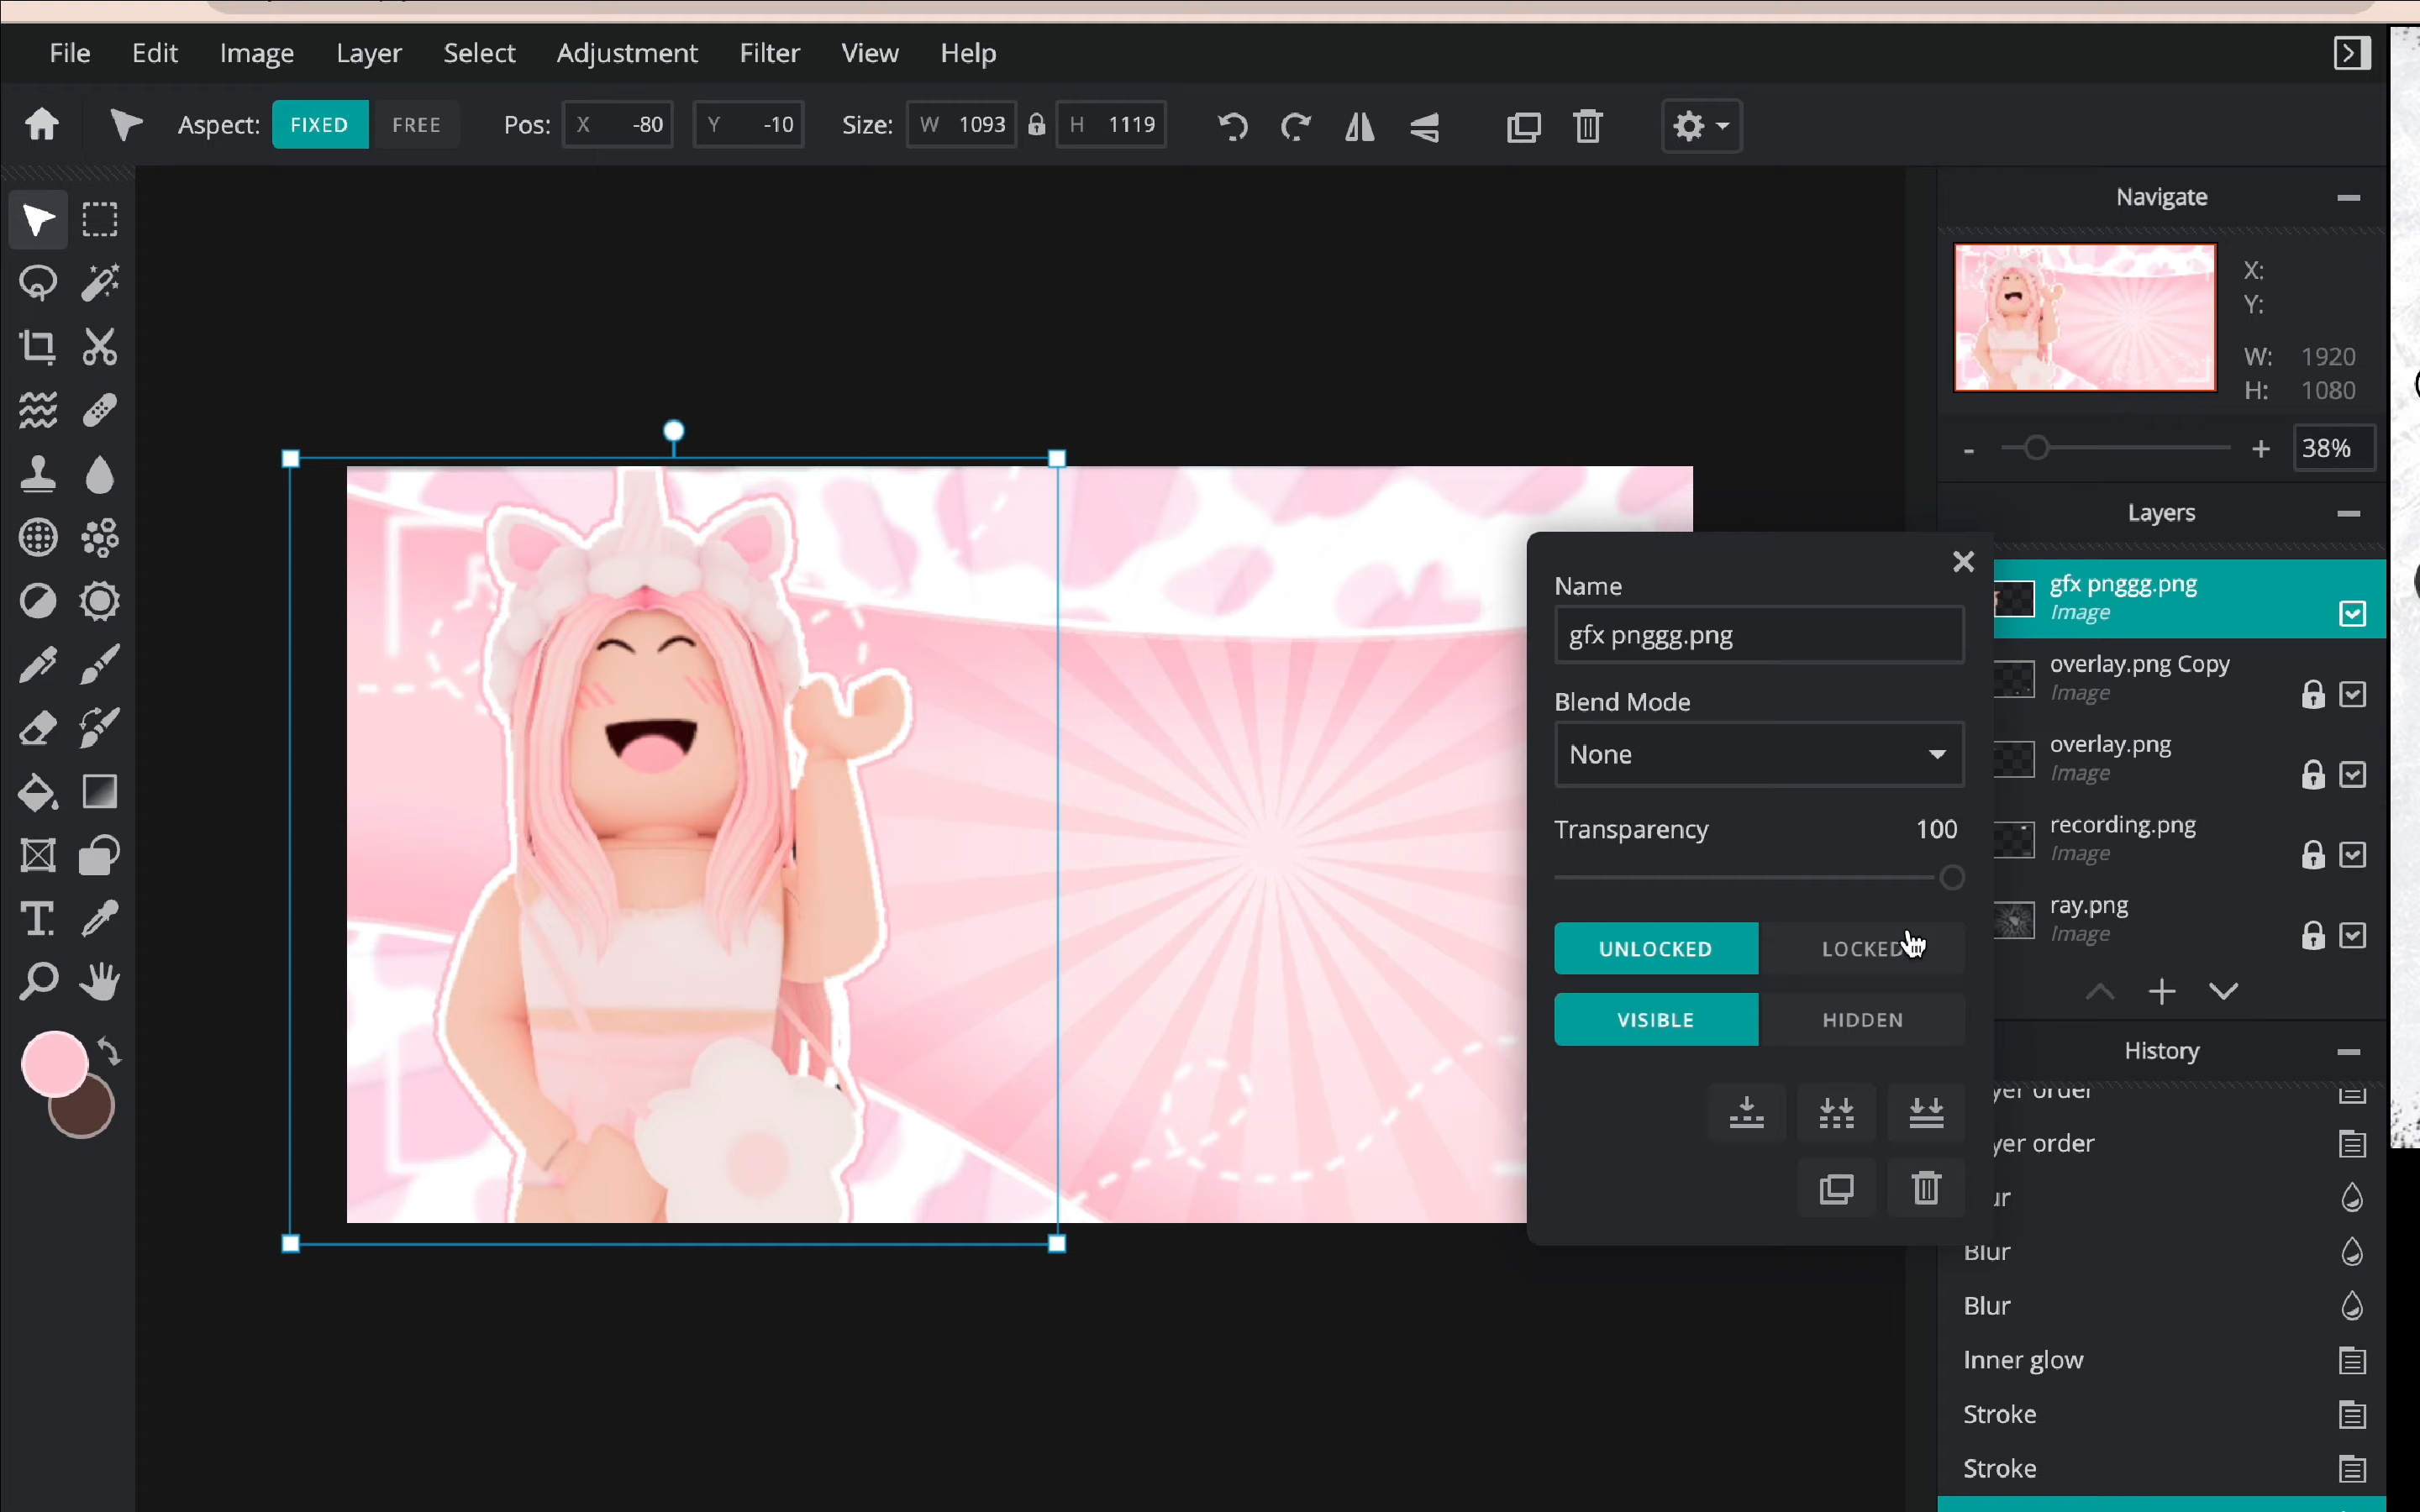 File Edit Image Layer Select Adjustment Filter View Help
Aspect: FIXED FREE Pos: X -80 Y -10 Size: W 1093 H 1119
Navigate
X:
Y:
W: 1920
H: 1080
- + 38%
Layers
gfx pnggg.png
Image
overlay.png Copy
Image
overlay.png
Image
recording.png
Image
ray.png
Image
Name
gfx pnggg.png
Blend Mode
None
Transparency 100
UNLOCKED LOCKED
VISIBLE HIDDEN
History
yer order
yer order
ur
Blur
Blur
Inner glow
Stroke
Stroke